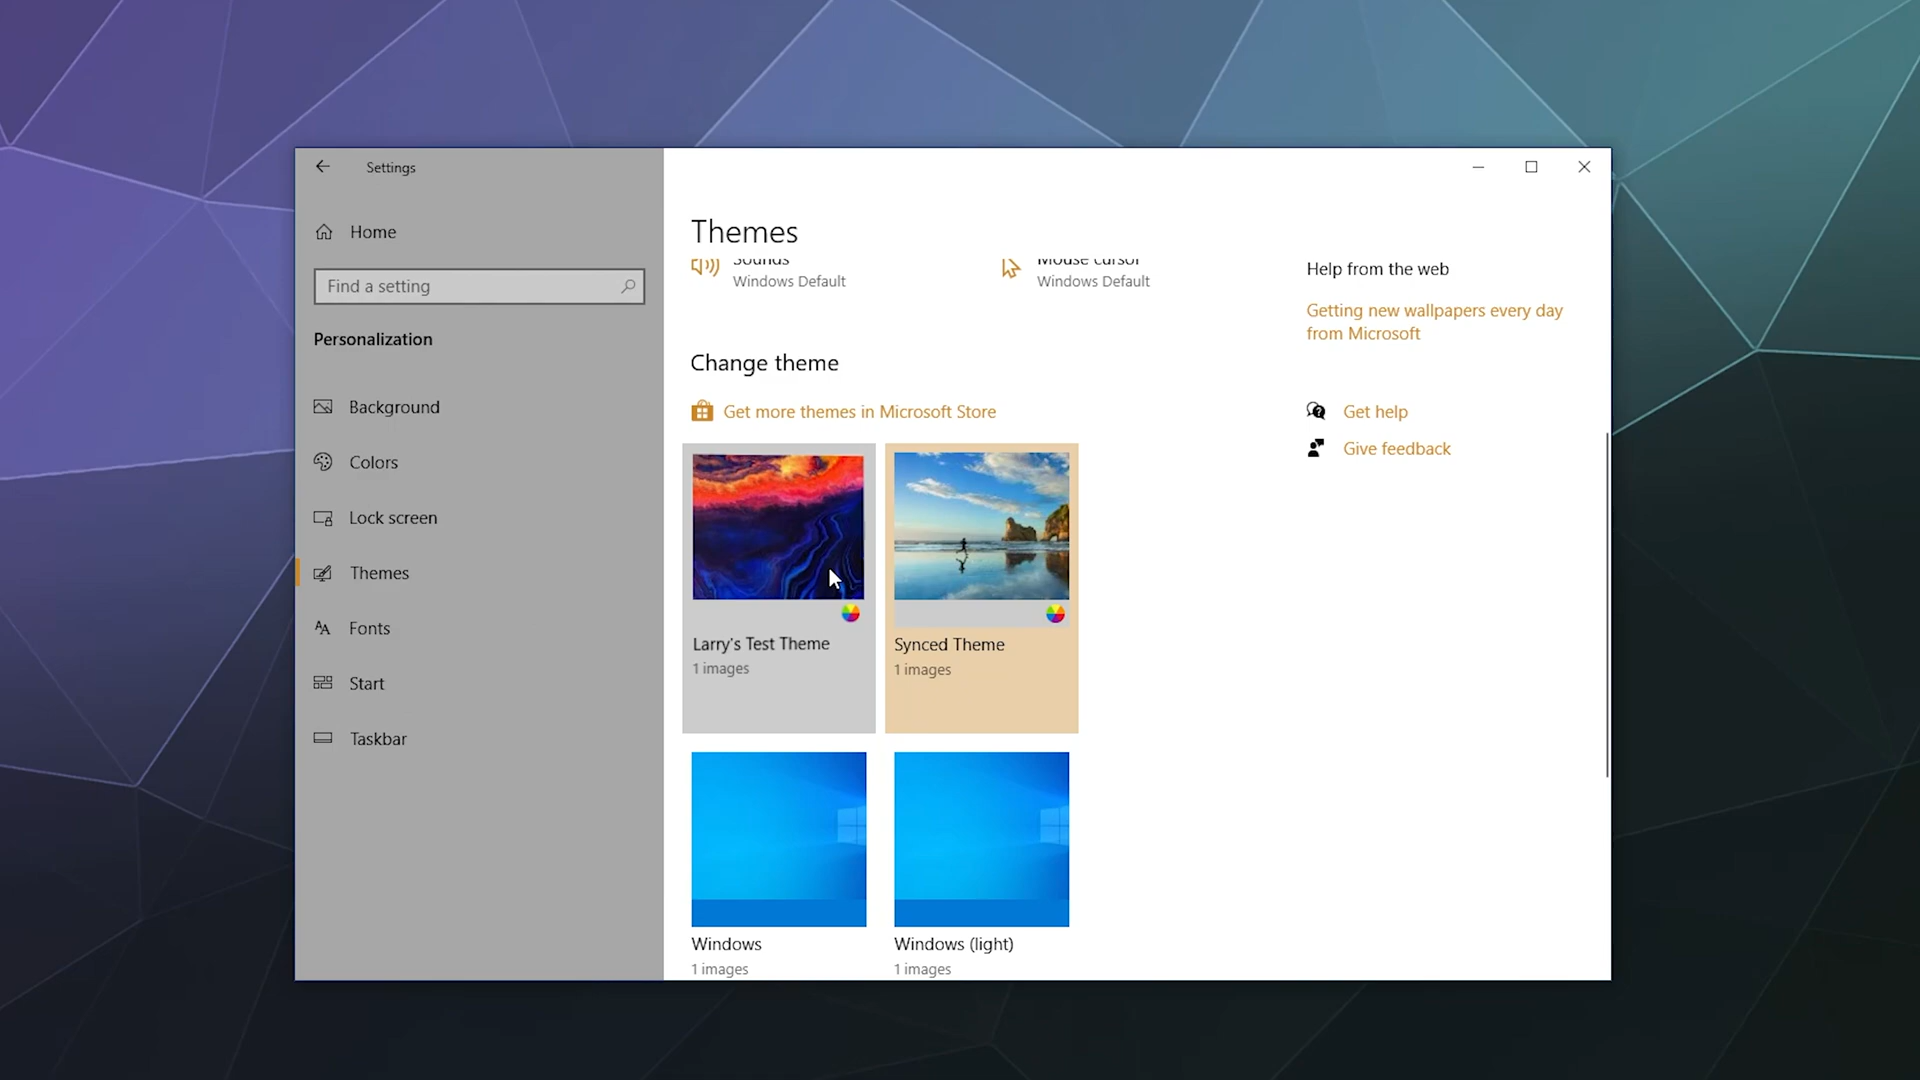 Settings
Home
Find a setting
Personalization
Background
Colors
Lock screen
Themes
Fonts
Start
Taskbar
Themes
Sounds
Windows Default
Mouse cursor
Windows Default
Change theme
Get more themes in Microsoft Store
Larry's Test Theme
1 images
Synced Theme
1 images
Windows
1 images
Windows (light)
1 images
Help from the web
Getting new wallpapers every day
from Microsoft
Get help
Give feedback